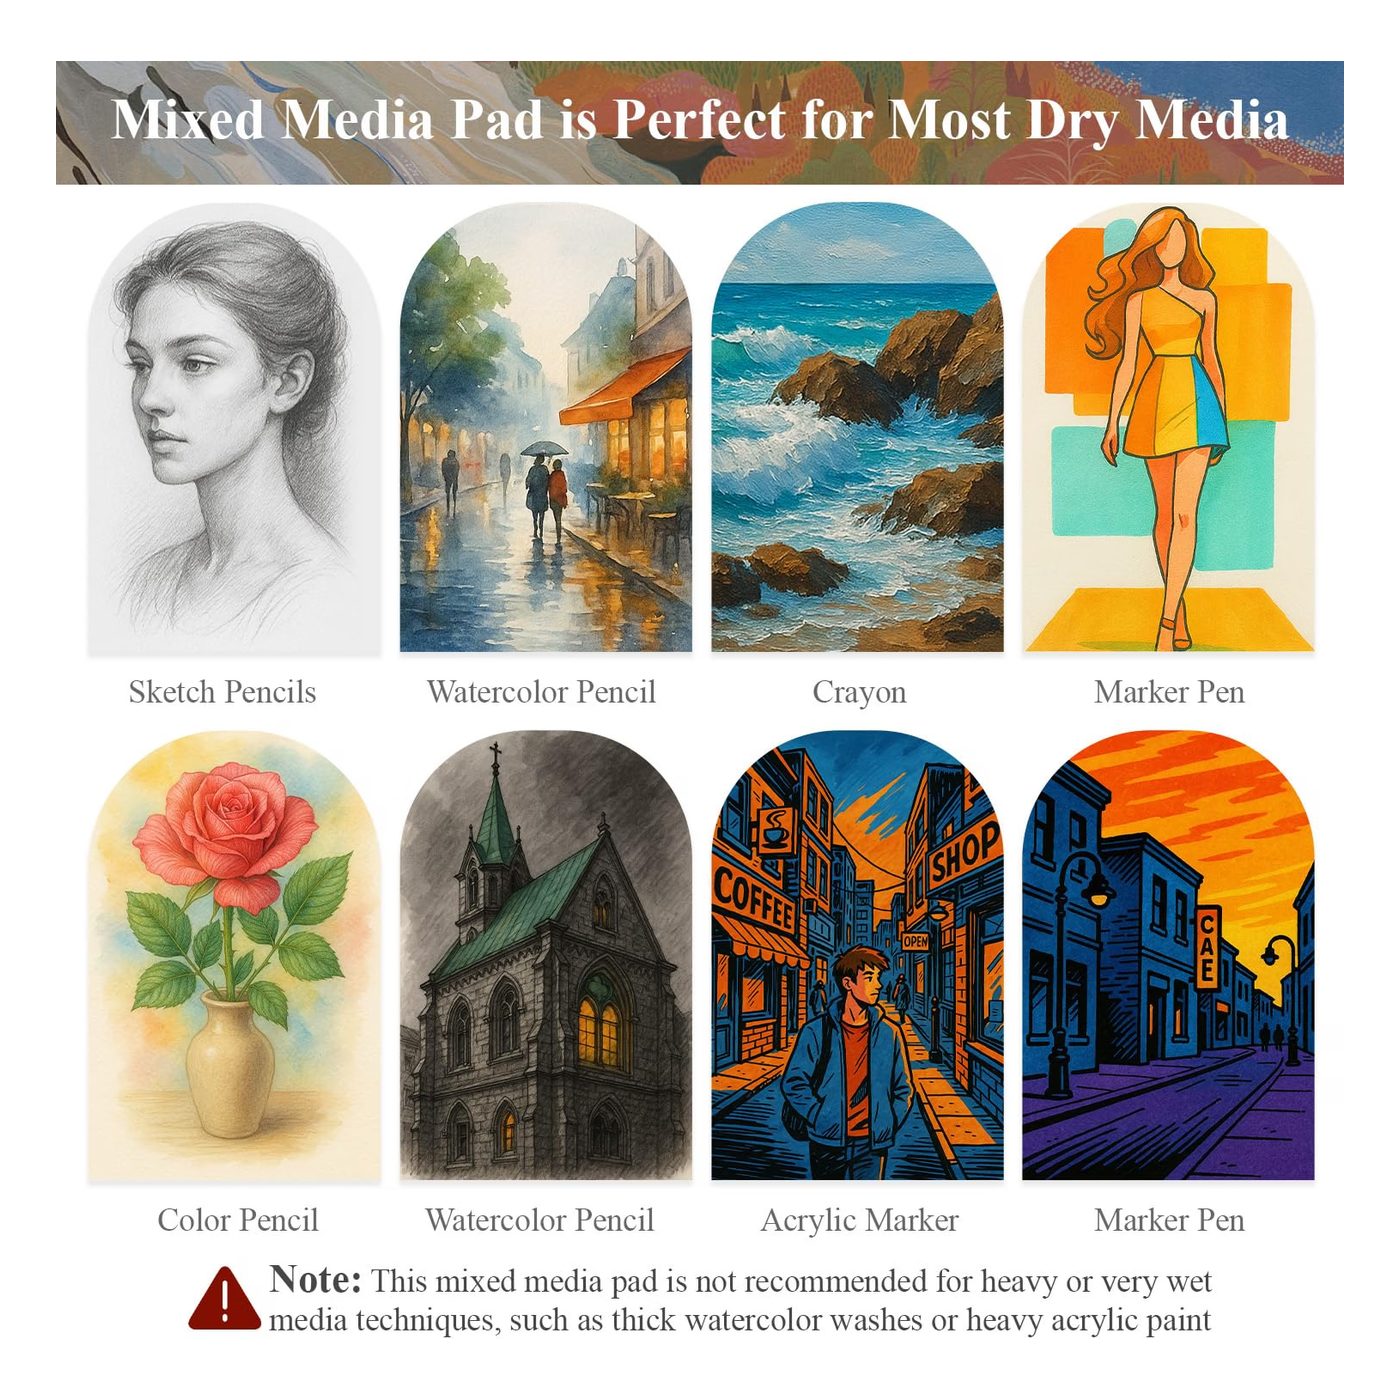 Mixed Media Pad is Perfect for Most Dry Media
Sketch Pencils
Watercolor Pencil
Crayon
Marker Pen
COFFEE
SHOP
OPEN
CAE
Color Pencil
Watercolor Pencil
Acrylic Marker
Marker Pen
Note: This mixed media pad is not recommended for heavy or very wet
media techniques, such as thick watercolor washes or heavy acrylic paint